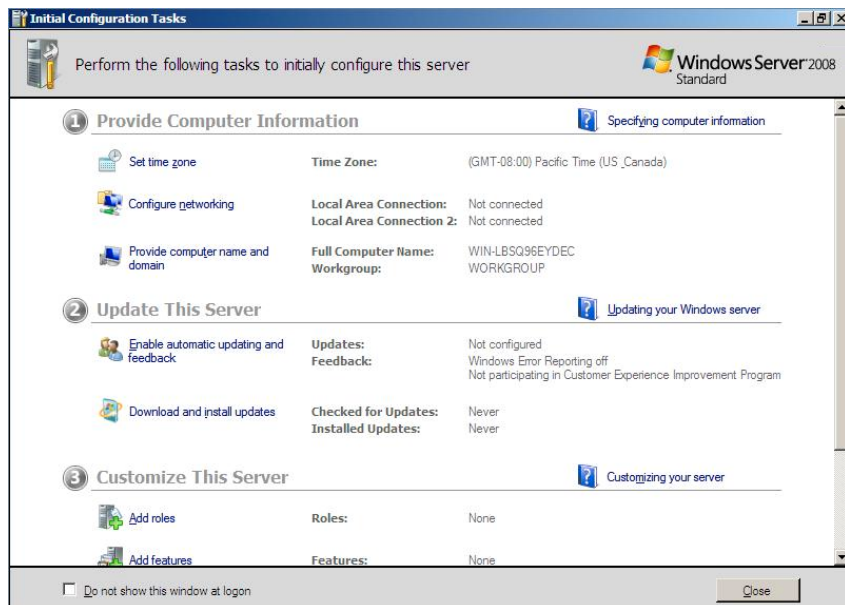 Initial Configuration Tasks
Perform the following tasks to initially configure this server
Windows Server 2008
Standard
1 Provide Computer Information
Specifying computer information
Set time zone
Time Zone: (GMT-08:00) Pacific Time (US _Canada)
Configure networking
Local Area Connection: Not connected
Local Area Connection 2: Not connected
Provide computer name and
domain
Full Computer Name: WIN-LBSQ96EYDEC
Workgroup: WORKGROUP
2 Update This Server
Updating your Windows server
Enable automatic updating and
feedback
Updates: Not configured
Feedback: Windows Error Reporting off
Not participating in Customer Experience Improvement Program
Download and install updates
Checked for Updates: Never
Installed Updates: Never
3 Customize This Server
Customizing your server
Add roles
Roles: None
Add features
Features: None
Do not show this window at logon
Close